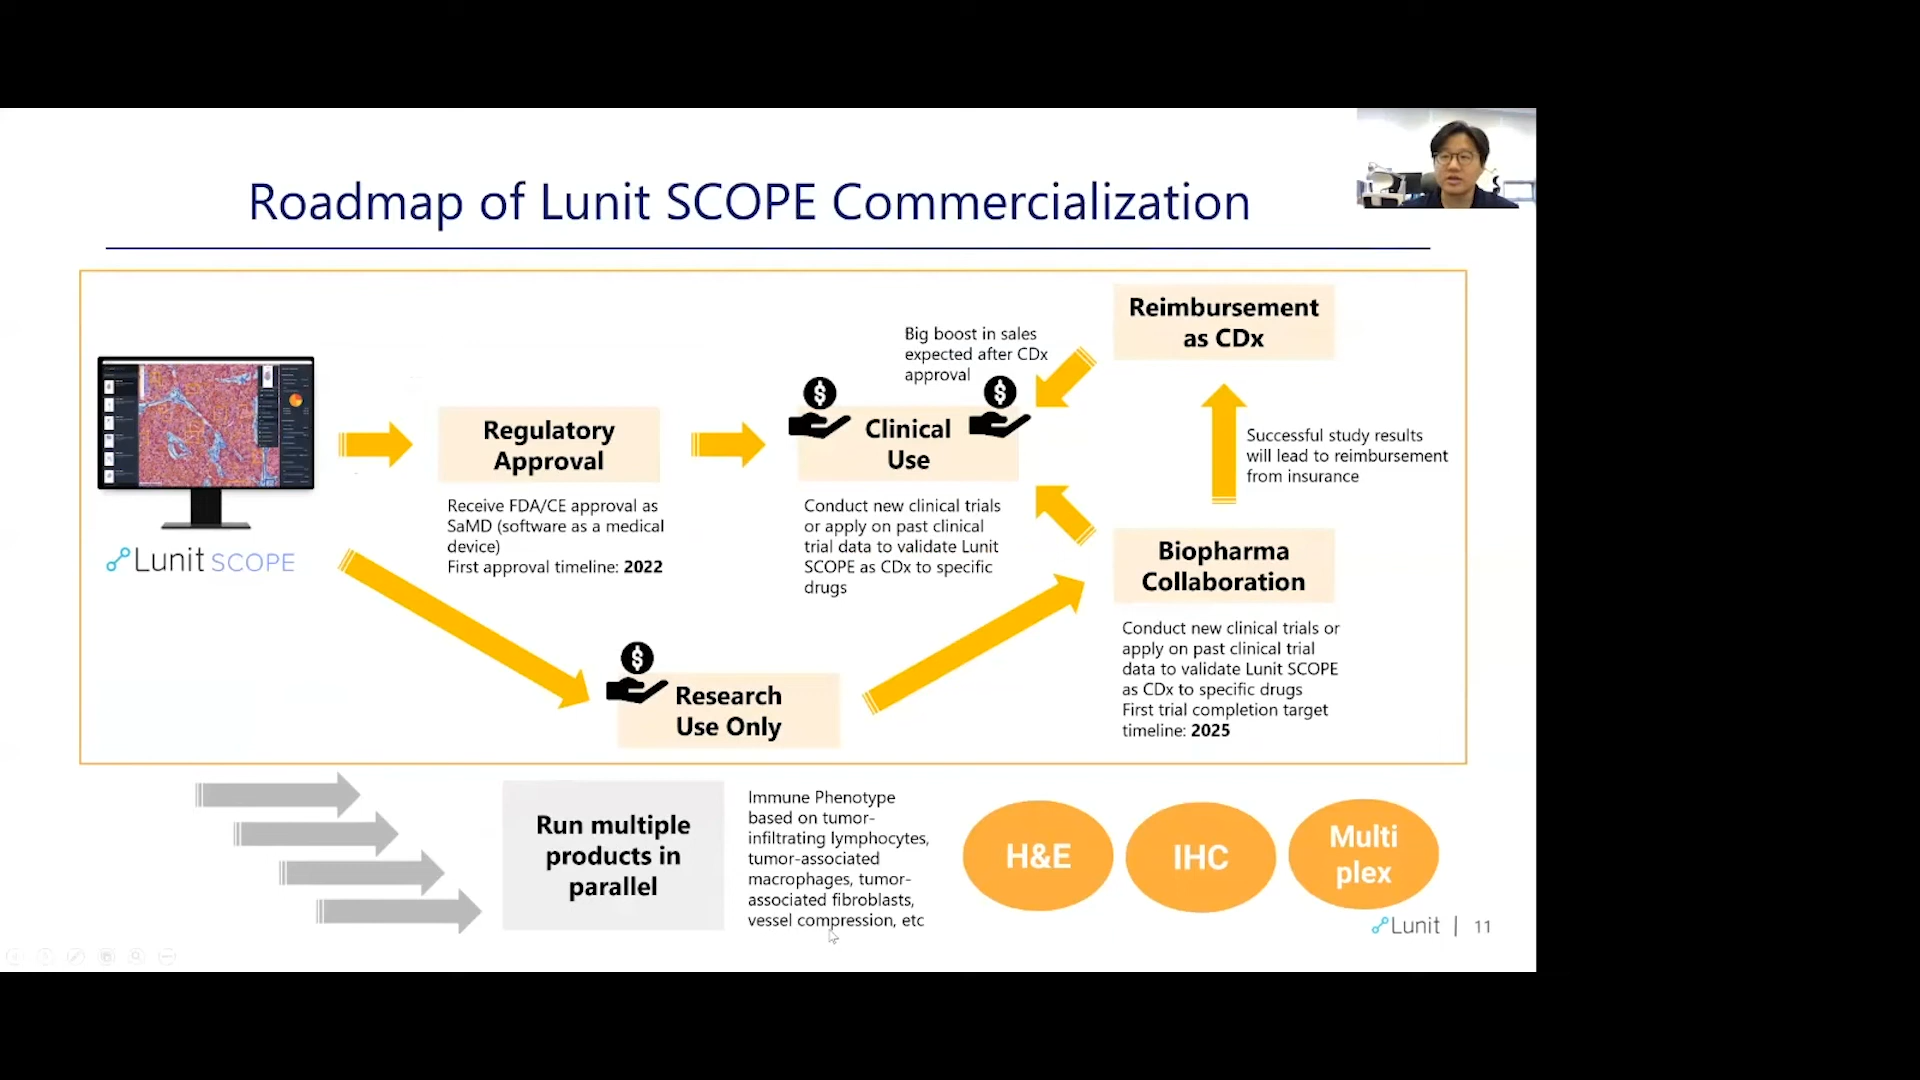 Roadmap of Lunit SCOPE Commercialization
Lunit SCOPE
Regulatory
Approval
Receive FDA/CE approval as
SaMD (software as a medical
device)
First approval timeline: 2022
Big boost in sales
expected after CDx
approval
$
$
Clinical
Use
Conduct new clinical trials
or apply on past clinical
trial data to validate Lunit
SCOPE as CDx to specific
drugs
Reimbursement
as CDx
Successful study results
will lead to reimbursement
from insurance
Biopharma
Collaboration
Conduct new clinical trials or
apply on past clinical trial
data to validate Lunit SCOPE
as CDx to specific drugs
First trial completion target
timeline: 2025
$
Research
Use Only
Run multiple
products in
parallel
Immune Phenotype
based on tumor-
infiltrating lymphocytes,
tumor-associated
macrophages, tumor-
associated fibroblasts,
vessel compression, etc
H&E
IHC
Multi
plex
Lunit | 11